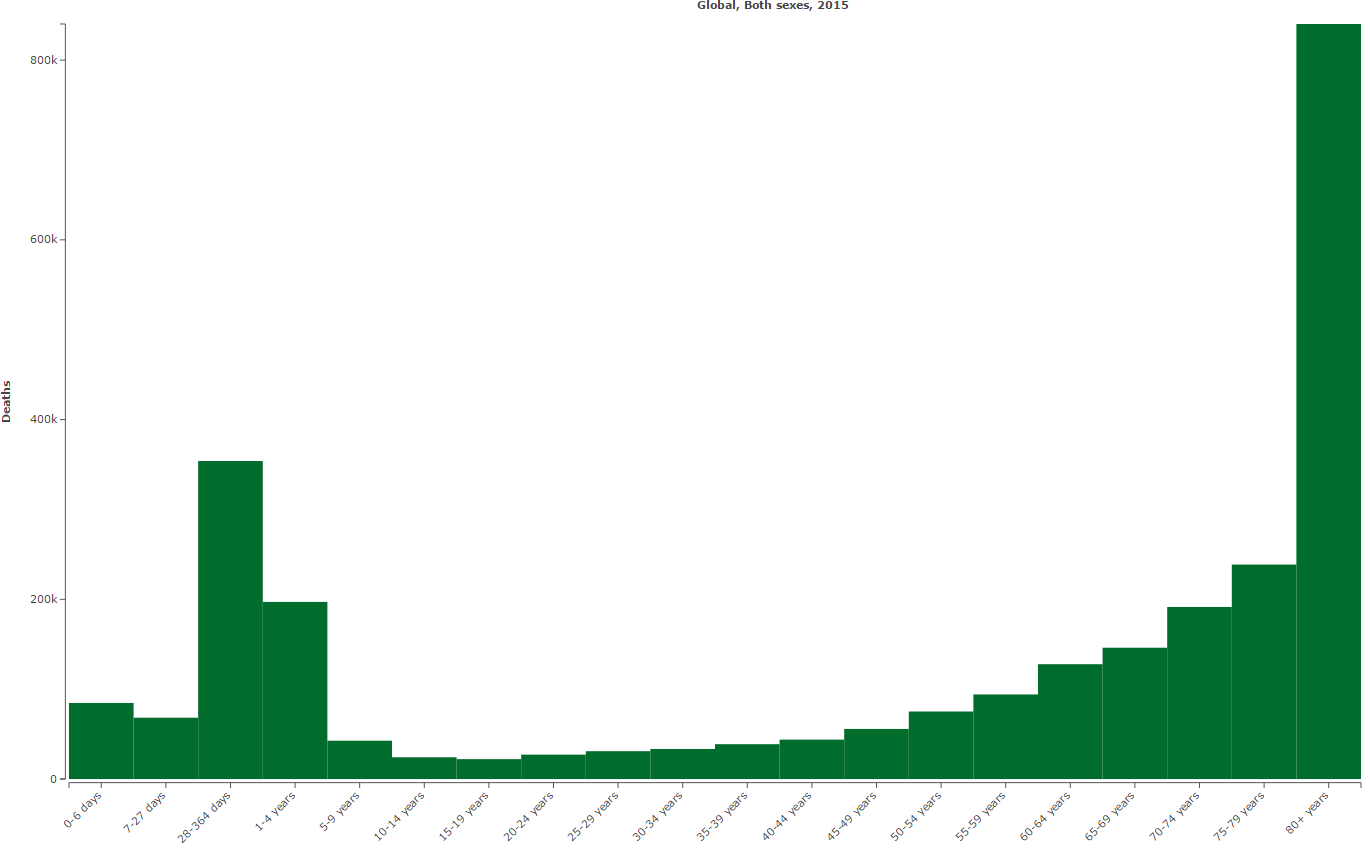 Global, Both sexes, 2015
Deaths
800k
600k
400k
200k
0
0-6 days
7-27 days
28-364 days
1-4 years
5-9 years
10-14 years
15-19 years
20-24 years
25-29 years
30-34 years
35-39 years
40-44 years
45-49 years
50-54 years
55-59 years
60-64 years
65-69 years
70-74 years
75-79 years
80+ years